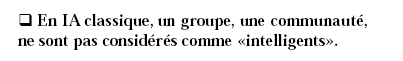 ❑ En IA classique, un groupe, une communauté,
ne sont pas considérés comme «intelligents».